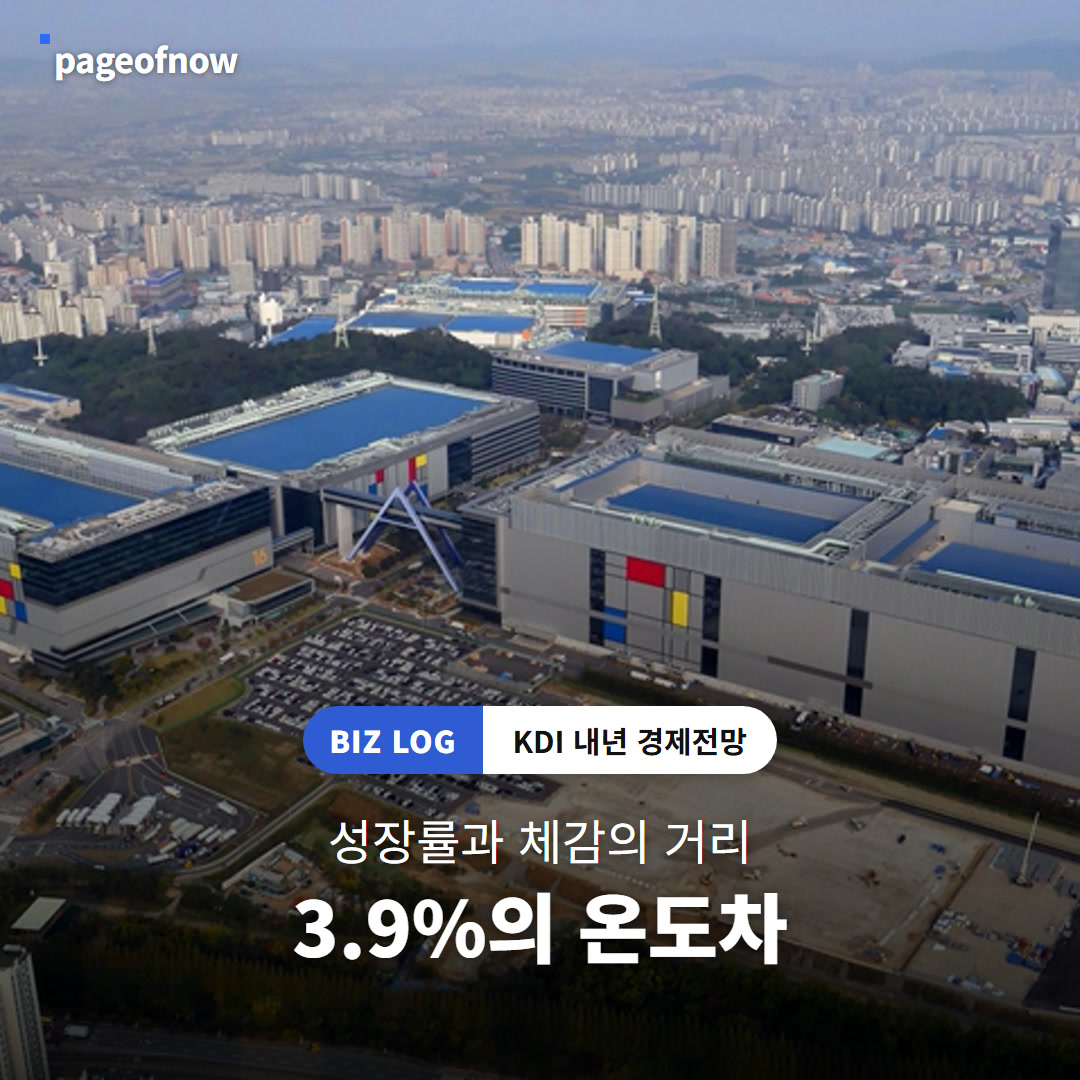 pageofnow
BIZ LOG
KDI 내년 경제전망
성장률과 체감의 거리
3.9%의 온도차
16